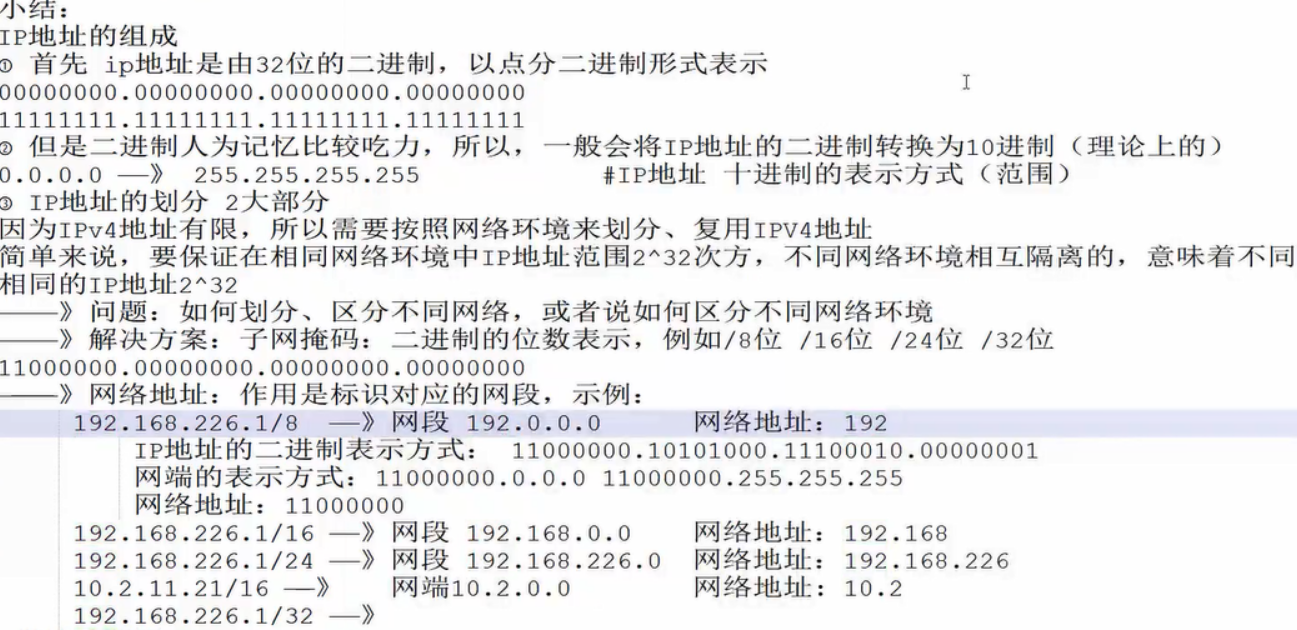 小结：
IP地址的组成
① 首先 ip地址是由32位的二进制，以点分二进制形式表示
00000000.00000000.00000000.00000000
11111111.11111111.11111111.11111111
② 但是二进制人为记忆比较吃力，所以，一般会将IP地址的二进制转换为10进制（理论上的）
0.0.0.0 ——》 255.255.255.255 #IP地址 十进制的表示方式（范围）
③ IP地址的划分 2大部分
因为IPv4地址有限，所以需要按照网络环境来划分、复用IPV4地址
简单来说，要保证在相同网络环境中IP地址范围2^32次方，不同网络环境相互隔离的，意味着不同
相同的IP地址2^32
————》问题：如何划分、区分不同网络，或者说如何区分不同网络环境
————》解决方案：子网掩码：二进制的位数表示，例如/8位 /16位 /24位 /32位
11000000.00000000.00000000.00000000
————》网络地址：作用是标识对应的网段，示例：
192.168.226.1/8 ——》网段 192.0.0.0 网络地址：192
IP地址的二进制表示方式： 11000000.10101000.11100010.00000001
网端的表示方式：11000000.0.0.0 11000000.255.255.255
网络地址：11000000
192.168.226.1/16 ——》网段 192.168.0.0 网络地址：192.168
192.168.226.1/24 ——》网段 192.168.226.0 网络地址：192.168.226
10.2.11.21/16 ——》 网端10.2.0.0 网络地址：10.2
192.168.226.1/32 ——》